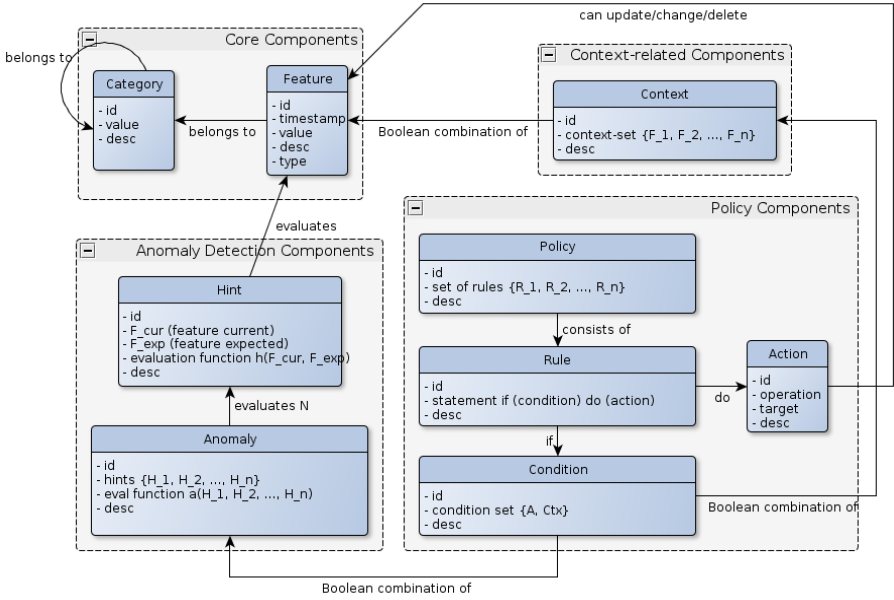 can update/change/delete
Core Components
belongs to
Category
- id
- value
- desc
belongs to
Feature
- id
- timestamp
- value
- desc
- type
Boolean combination of
Context-related Components
Context
- id
- context-set {F_1, F_2, ..., F_n}
- desc
evaluates
Anomaly Detection Components
Hint
- id
- F_cur (feature current)
- F_exp (feature expected)
- evaluation function h(F_cur, F_exp)
- desc
evaluates N
Anomaly
- id
- hints {H_1, H_2, ..., H_n}
- eval function a(H_1, H_2, ..., H_n)
- desc
Policy Components
Policy
- id
- set of rules {R_1, R_2, ..., R_n}
- desc
consists of
Rule
- id
- statement if (condition) do (action)
- desc
do
Action
- id
- operation
- target
- desc
if
Condition
- id
- condition set {A, Ctx}
- desc
Boolean combination of
Boolean combination of